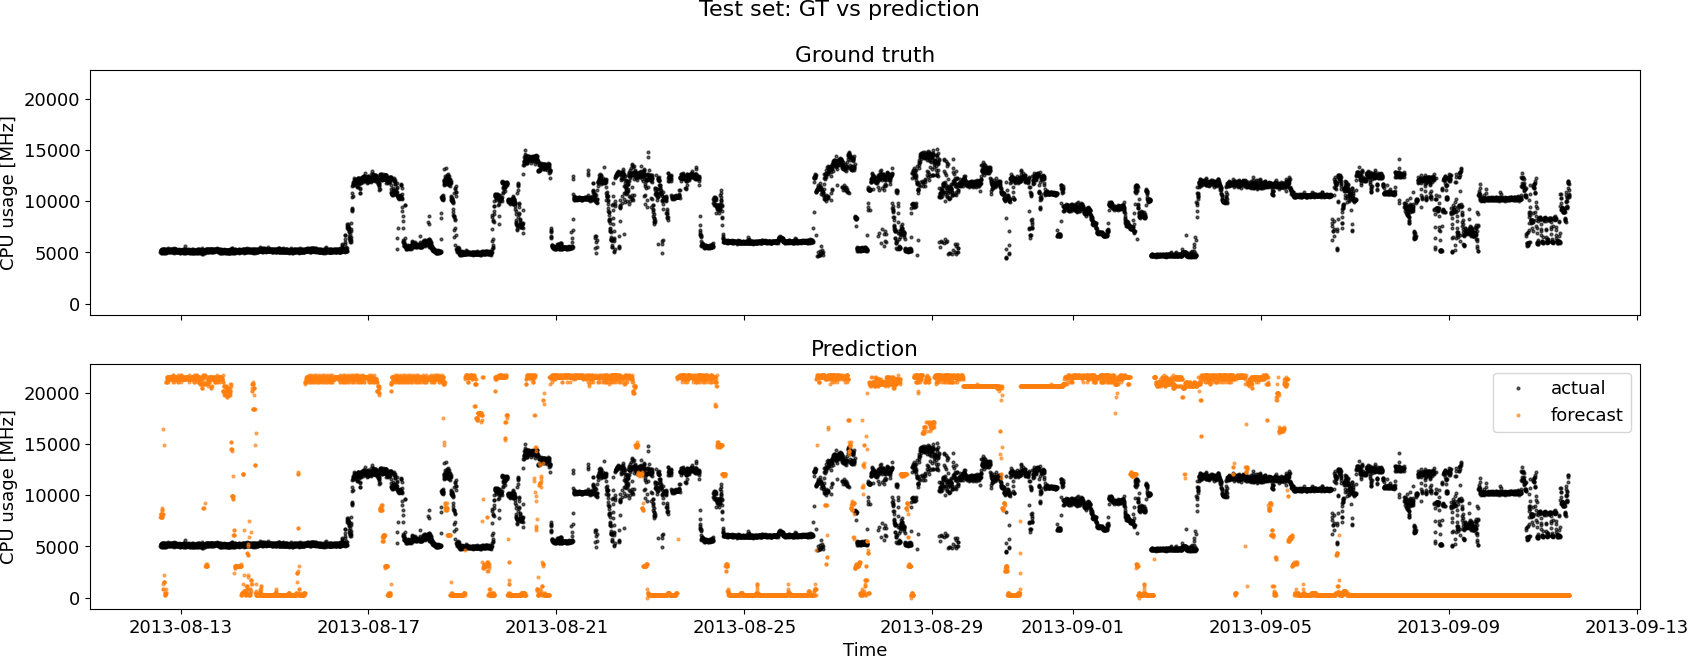 Test set: GT vs prediction
Ground truth
CPU usage [MHz]
20000
15000
10000
5000
0
Prediction
CPU usage [MHz]
20000
15000
10000
5000
0
actual
forecast
2013-08-13 2013-08-17 2013-08-21 2013-08-25 2013-08-29 2013-09-01 2013-09-05 2013-09-09 2013-09-13
Time